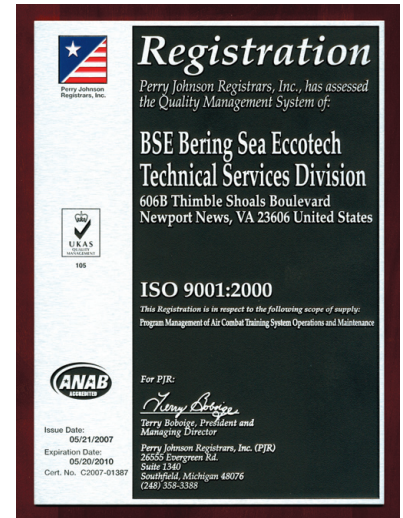 Perry Johnson
Registrars, Inc.
Registration
Perry Johnson Registrars, Inc., has assessed
the Quality Management System of:
BSE Bering Sea Eccotech
Technical Services Division
606B Thimble Shoals Boulevard
Newport News, VA 23606 United States
UKAS
QUALITY
MANAGEMENT
105
ISO 9001:2000
This Registration is in respect to the following scope of supply:
Program Management of Air Combat Training System Operations and Maintenance
ANAB
ACCREDITED
For PJR:
Terry Boboige
Terry Boboige, President and
Managing Director
Perry Johnson Registrars, Inc. (PJR)
26555 Evergreen Rd.
Suite 1340
Southfield, Michigan 48076
(248) 358-3388
Issue Date:
05/21/2007
Expiration Date:
05/20/2010
Cert. No. C2007-01387